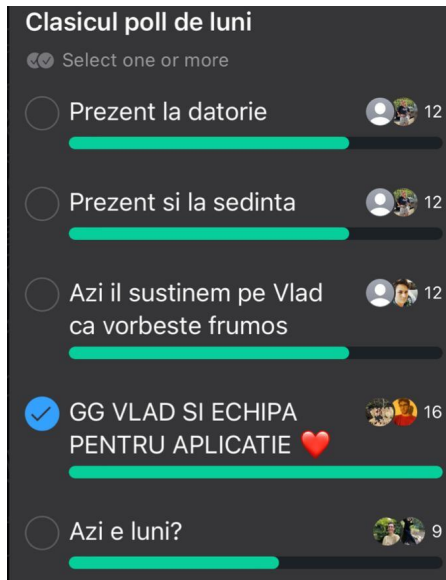 Clasicul poll de luni
Select one or more
Prezent la datorie
12
Prezent si la sedinta
12
Azi il sustinem pe Vlad
ca vorbeste frumos
12
GG VLAD SI ECHIPA
PENTRU APLICATIE ❤️
16
Azi e luni?
9